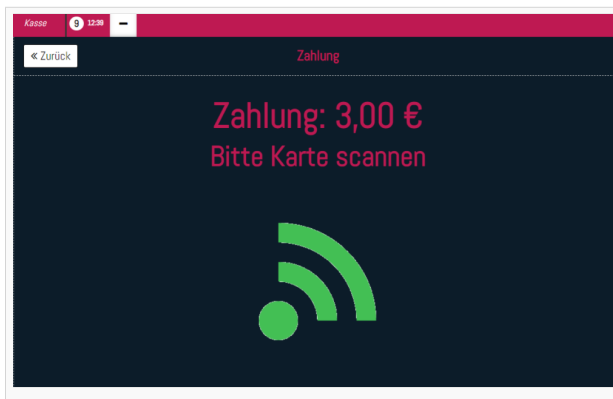 Kasse 9 12:39 −
« Zurück Zahlung
Zahlung: 3,00 €
Bitte Karte scannen